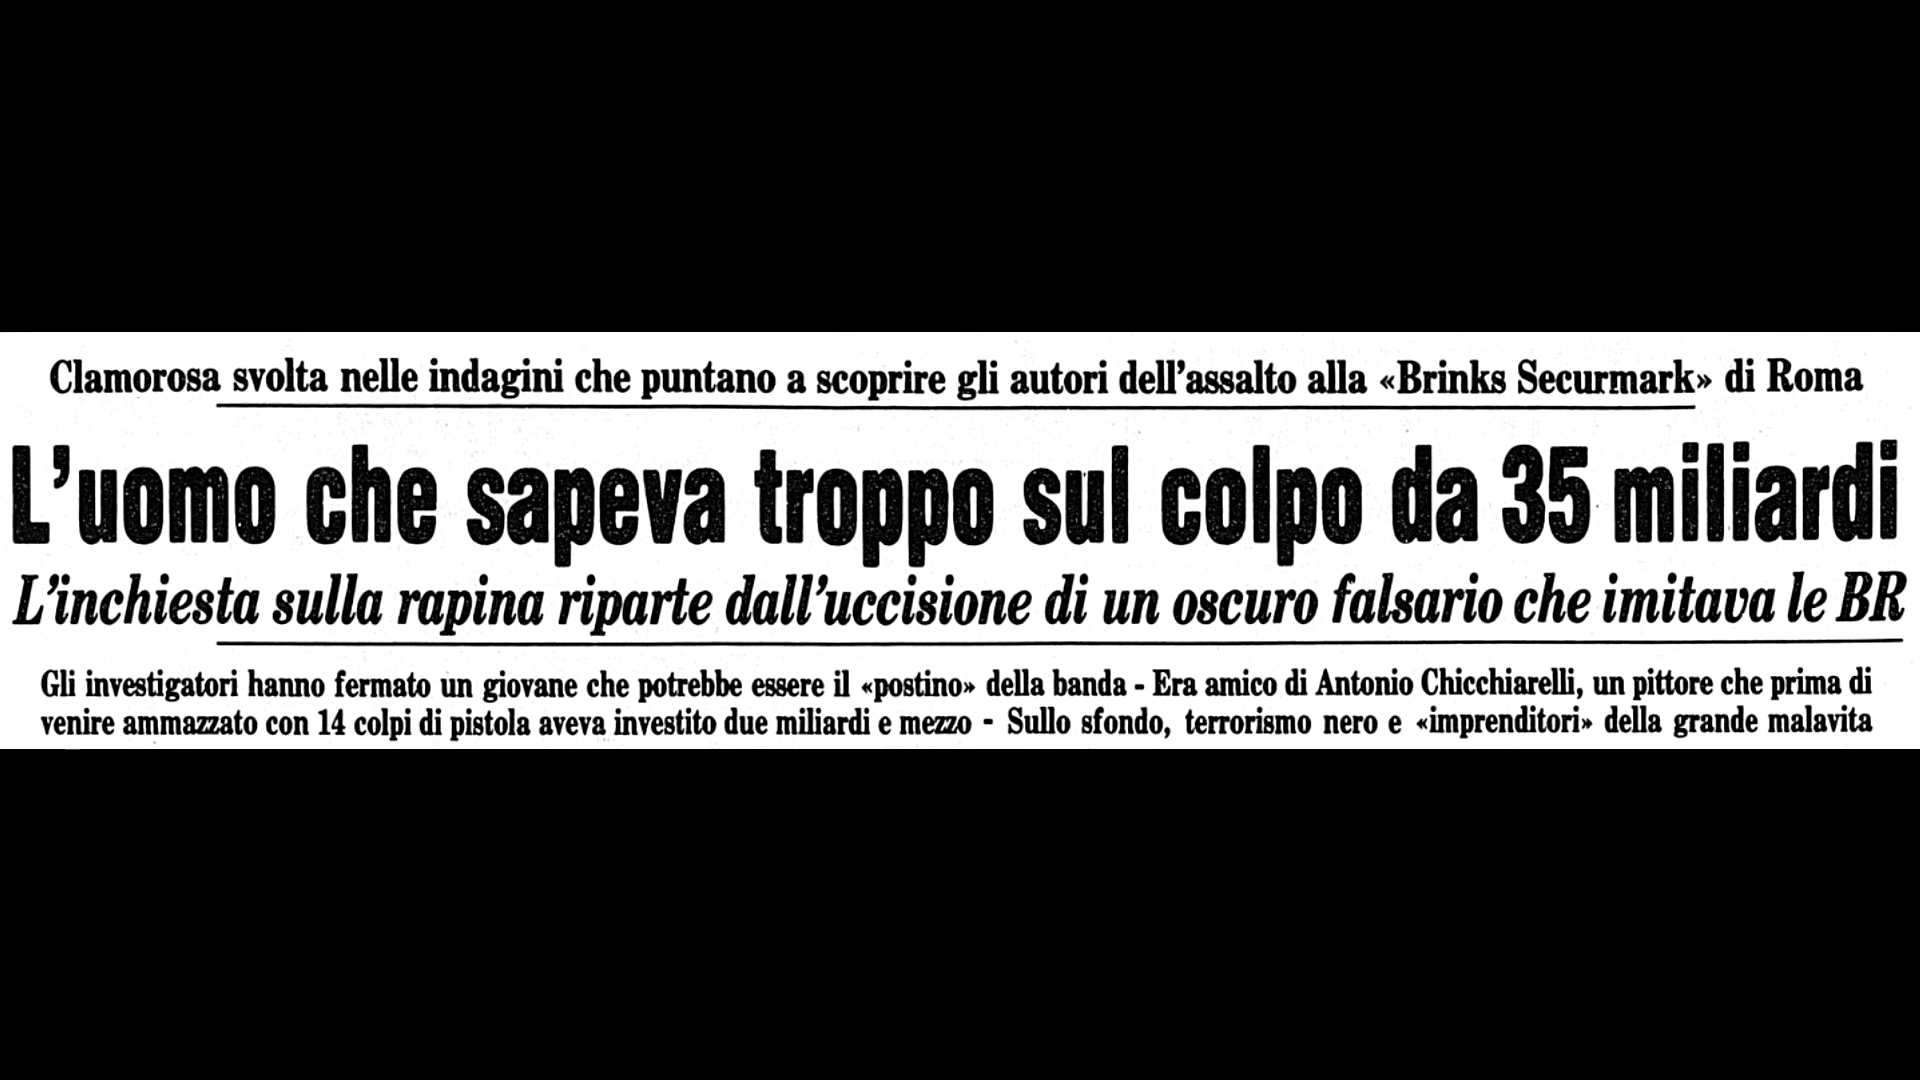 Clamorosa svolta nelle indagini che puntano a scoprire gli autori dell'assalto alla «Brinks Securmark» di Roma
L'uomo che sapeva troppo sul colpo da 35 miliardi
L'inchiesta sulla rapina riparte dall'uccisione di un oscuro falsario che imitava le BR
Gli investigatori hanno fermato un giovane che potrebbe essere il «postino» della banda - Era amico di Antonio Chicchiarelli, un pittore che prima di
venire ammazzato con 14 colpi di pistola aveva investito due miliardi e mezzo - Sullo sfondo, terrorismo nero e «imprenditori» della grande malavita